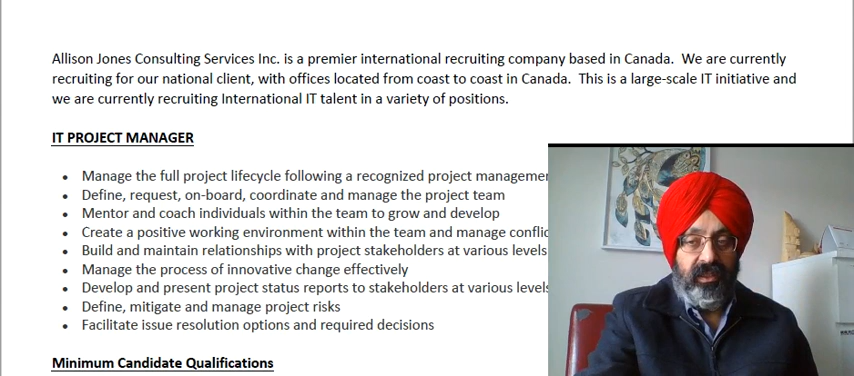 Allison Jones Consulting Services Inc. is a premier international recruiting company based in Canada.  We are currently
recruiting for our national client, with offices located from coast to coast in Canada.  This is a large-scale IT initiative and
we are currently recruiting International IT talent in a variety of positions.
IT PROJECT MANAGER
• Manage the full project lifecycle following a recognized project
• Define, request, on-board, coordinate and manage the project team
• Mentor and coach individuals within the team to grow and develop
• Create a positive working environment within the team and manage
• Build and maintain relationships with project stakeholders at various levels
• Manage the process of innovative change effectively
• Develop and present project status reports to stakeholders at various levels
• Define, mitigate and manage project risks
• Facilitate issue resolution options and required decisions
Minimum Candidate Qualifications